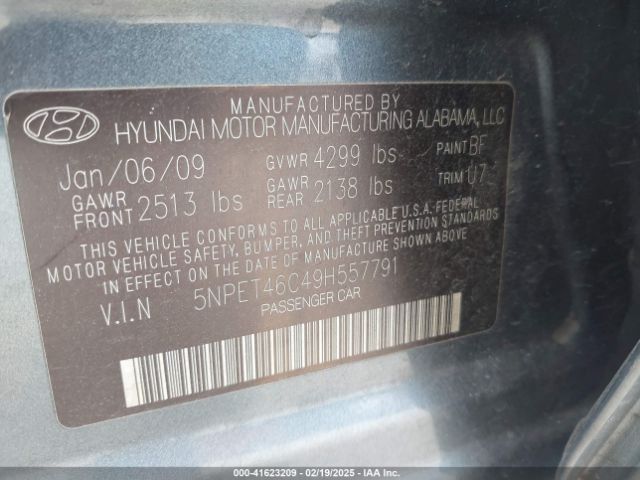 MANUFACTURED BY
HYUNDAI MOTOR MANUFACTURING ALABAMA, LLC
Jan/06/09 GVWR 4299 lbs PAINT BF
GAWR FRONT 2513 lbs GAWR REAR 2138 lbs TRIM U7
THIS VEHICLE CONFORMS TO ALL APPLICABLE U.S.A. FEDERAL
MOTOR VEHICLE SAFETY, BUMPER, AND THEFT PREVENTION STANDARDS
IN EFFECT ON THE DATE OF MANUFACTURE SHOWN ABOVE
V.I.N 5NPET46C49H557791
PASSENGER CAR
000-41623209 - 02/19/2025 - IAA Inc.